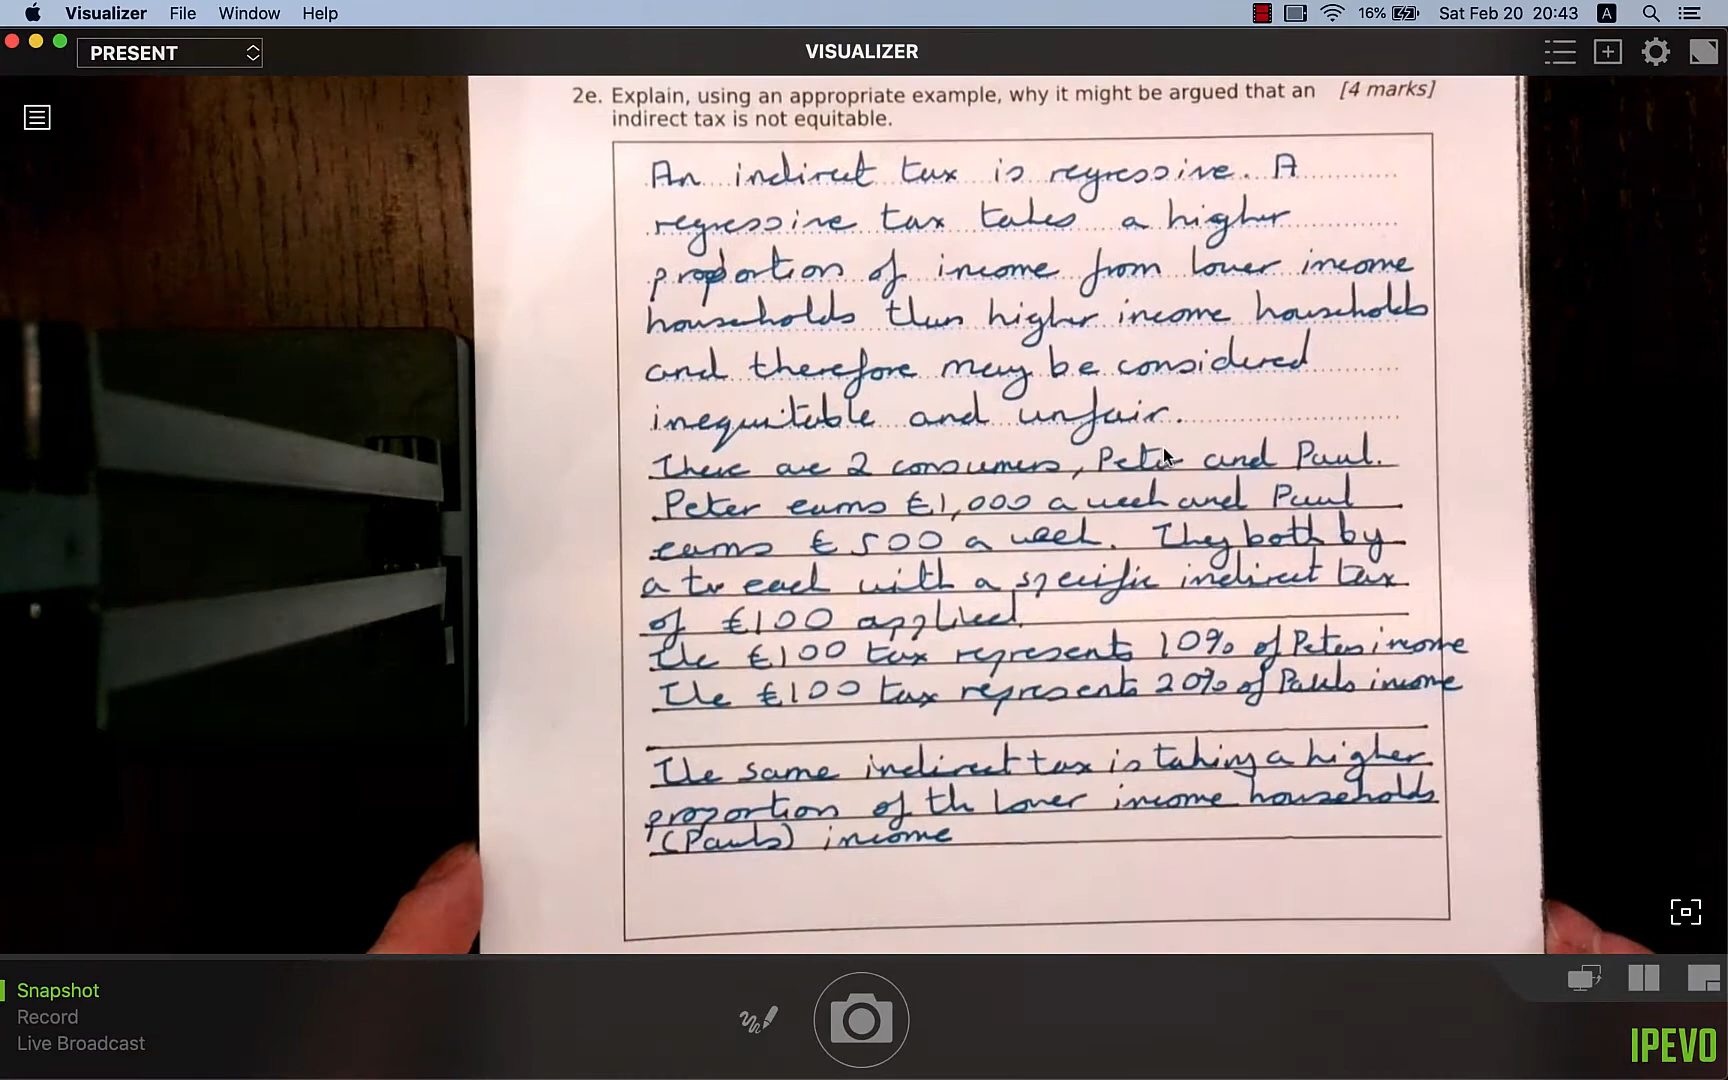 Visualizer File Window Help 16% Sat Feb 20 20:43 A
PRESENT VISUALIZER
2e. Explain, using an appropriate example, why it might be argued that an [4 marks]
indirect tax is not equitable.
An indirect tax is regressive. A
regressive tax takes a higher
proportion of income from lower income
households than higher income households
and therefore may be considered
inequitable and unfair.
There are 2 consumers, Peter and Paul.
Peter earns €1,000 a week and Paul
earns €500 a week. They both by
a tv each with a specific indirect tax
of €100 applied.
The €100 tax represents 10% of Peters income
The €100 tax represents 20% of Pauls income
The same indirect tax is taking a higher
proportion of th lower income households
(Pauls) income
Snapshot
Record
Live Broadcast
IPEVO